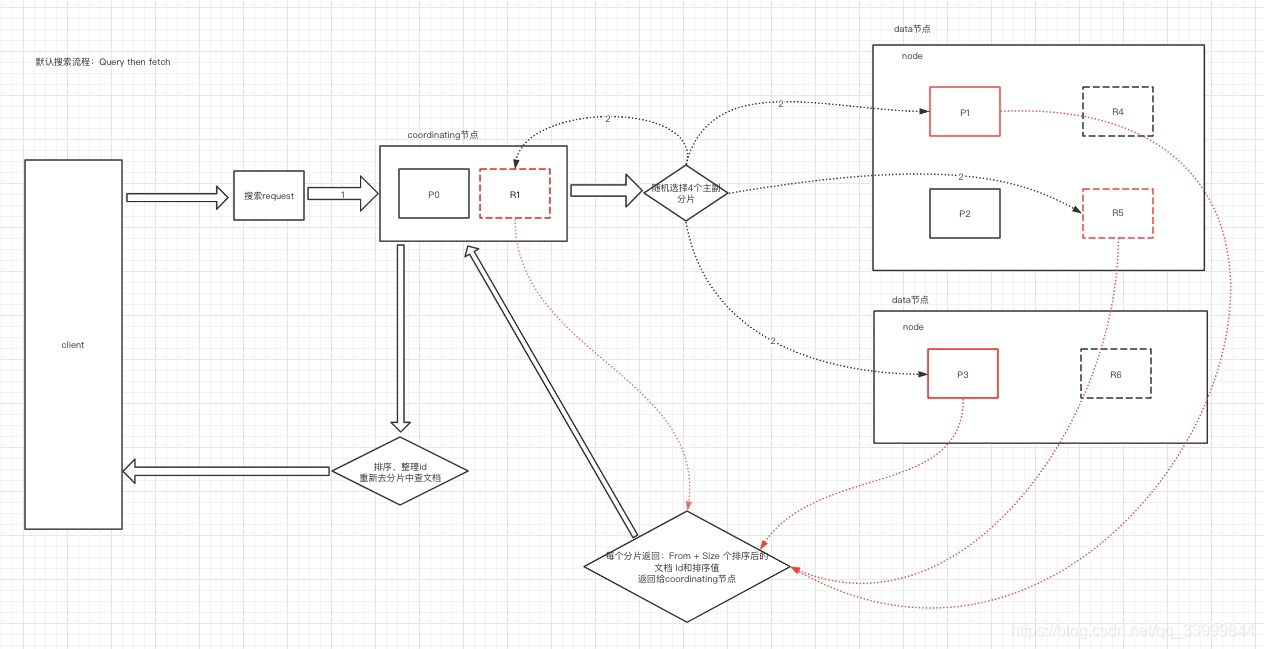 data节点
node
默认搜索流程：Query then fetch
P1
R4
2
2
coordinating节点
搜索request
1
P0
R1
随机选择4个主副
分片
2
P2
R5
data节点
node
client
2
P3
R6
排序、整理id
重新去分片中查文档
每个分片返回：From + Size 个排序后的
文档 Id和排序值
返回给coordinating节点
https://blog.csdn.net/qq_33999844